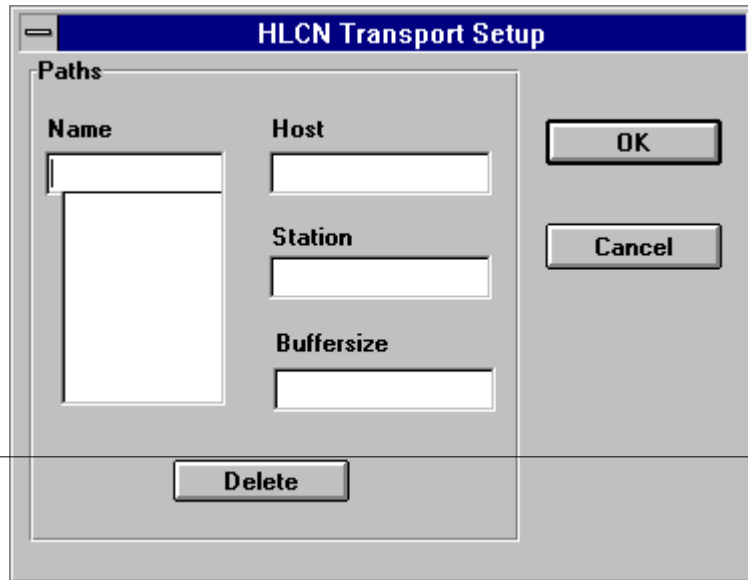 HLCN Transport Setup
Paths
Name
Host
OK
Station
Cancel
Buffersize
Delete